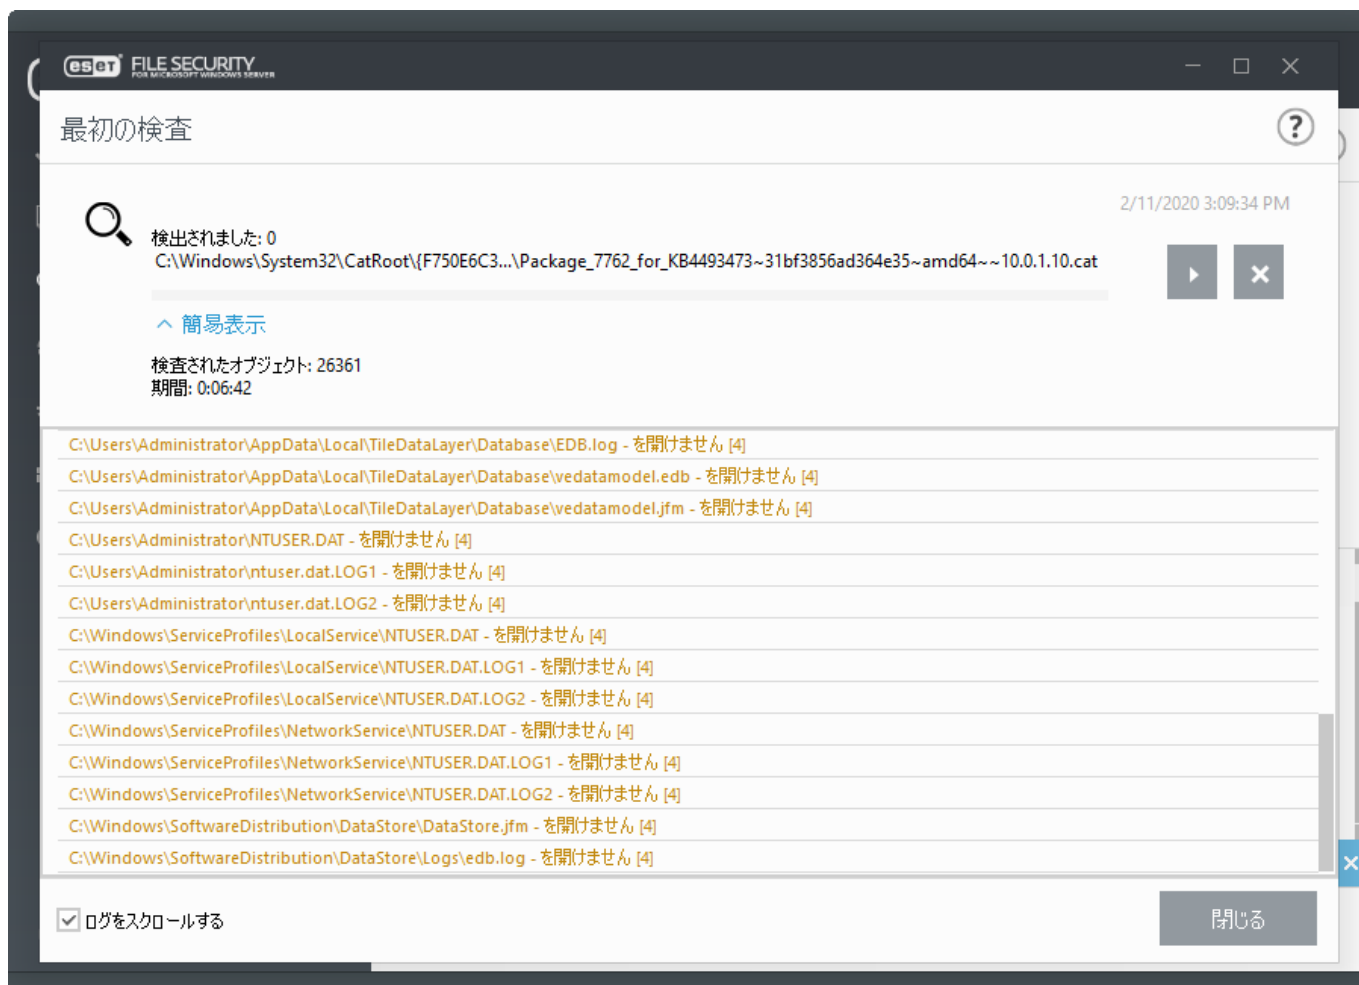 eset FILE SECURITY
FOR MICROSOFT WINDOWS SERVER
最初の検査
?
2/11/2020 3:09:34 PM
検出されました: 0
C:\Windows\System32\CatRoot\{F750E6C3...\Package_7762_for_KB4493473~31bf3856ad364e35~amd64~~10.0.1.10.cat
簡易表示
検査されたオブジェクト: 26361
期間: 0:06:42
C:\Users\Administrator\AppData\Local\TileDataLayer\Database\EDB.log - を開けません [4]
C:\Users\Administrator\AppData\Local\TileDataLayer\Database\vedatamodel.edb - を開けません [4]
C:\Users\Administrator\AppData\Local\TileDataLayer\Database\vedatamodel.jfm - を開けません [4]
C:\Users\Administrator\NTUSER.DAT - を開けません [4]
C:\Users\Administrator\ntuser.dat.LOG1 - を開けません [4]
C:\Users\Administrator\ntuser.dat.LOG2 - を開けません [4]
C:\Windows\ServiceProfiles\LocalService\NTUSER.DAT - を開けません [4]
C:\Windows\ServiceProfiles\LocalService\NTUSER.DAT.LOG1 - を開けません [4]
C:\Windows\ServiceProfiles\LocalService\NTUSER.DAT.LOG2 - を開けません [4]
C:\Windows\ServiceProfiles\NetworkService\NTUSER.DAT - を開けません [4]
C:\Windows\ServiceProfiles\NetworkService\NTUSER.DAT.LOG1 - を開けません [4]
C:\Windows\ServiceProfiles\NetworkService\NTUSER.DAT.LOG2 - を開けません [4]
C:\Windows\SoftwareDistribution\DataStore\DataStore.jfm - を開けません [4]
C:\Windows\SoftwareDistribution\DataStore\Logs\edb.log - を開けません [4]
ログをスクロールする
閉じる